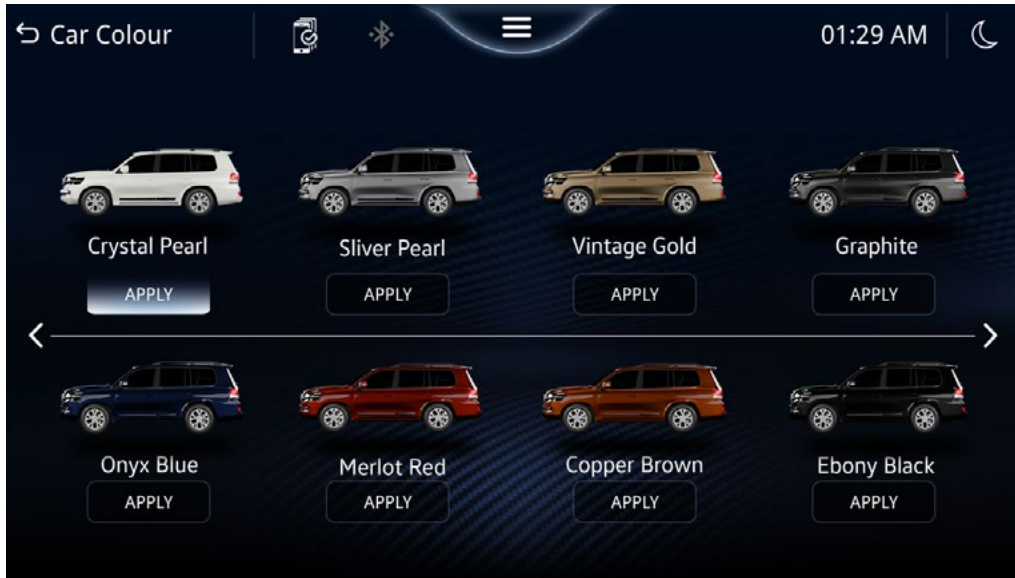 Car Colour
01:29 AM
Crystal Pearl
Sliver Pearl
Vintage Gold
Graphite
APPLY
APPLY
APPLY
APPLY
Onyx Blue
Merlot Red
Copper Brown
Ebony Black
APPLY
APPLY
APPLY
APPLY